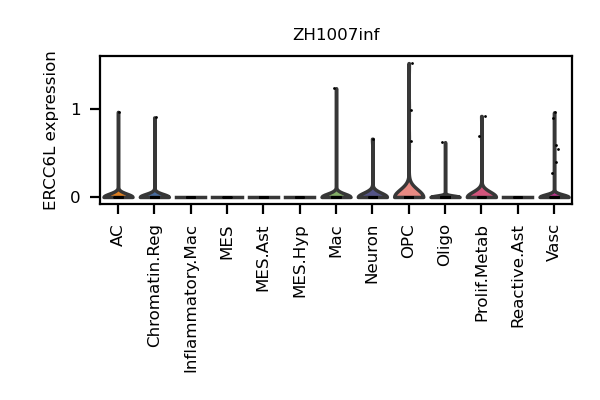 ZH1007inf
ERCC6L expression
1
0
AC
Chromatin.Reg
Inflammatory.Mac
MES
MES.Ast
MES.Hyp
Mac
Neuron
OPC
Oligo
Prolif.Metab
Reactive.Ast
Vasc